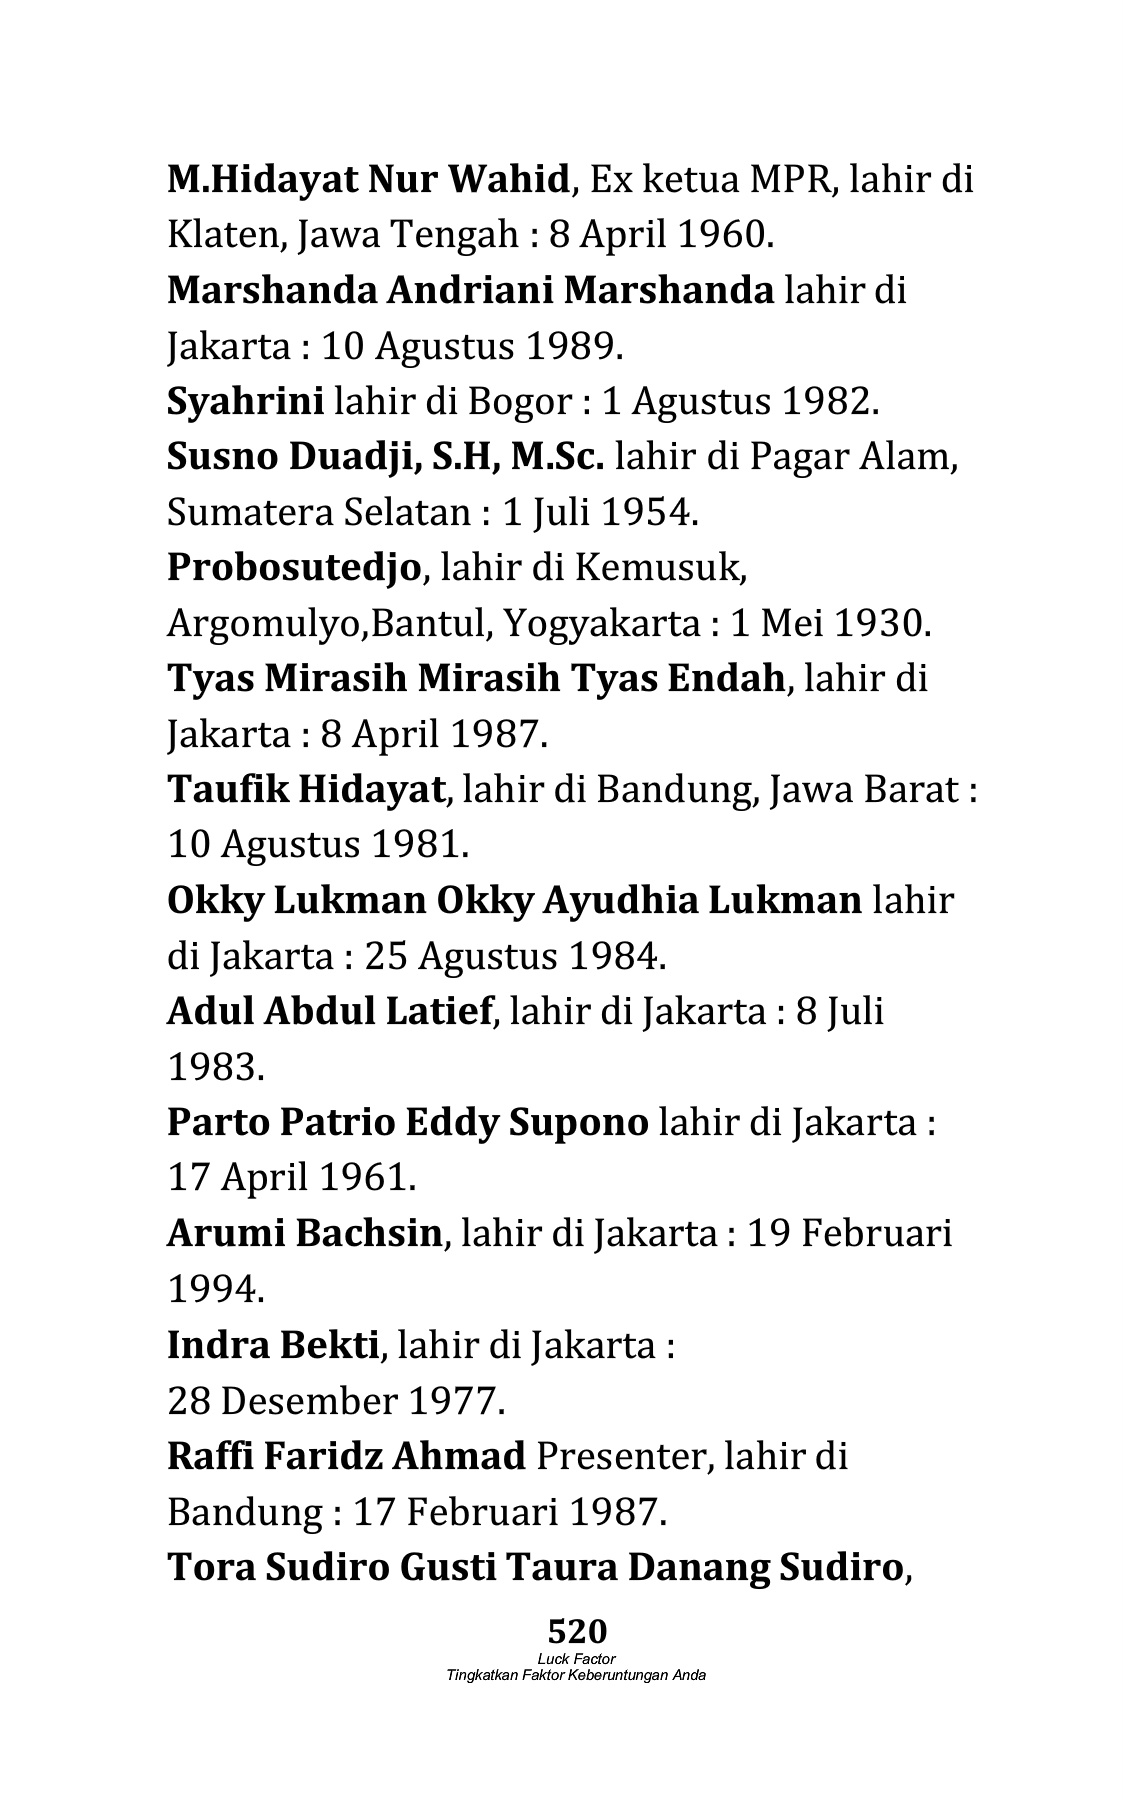 M.Hidayat Nur Wahid, Ex ketua MPR, lahir di
Klaten, Jawa Tengah : 8 April 1960.
Marshanda Andriani Marshanda lahir di
Jakarta : 10 Agustus 1989.
Syahrini lahir di Bogor : 1 Agustus 1982.
Susno Duadji, S.H, M.Sc. lahir di Pagar Alam,
Sumatera Selatan : 1 Juli 1954.
Probosutedjo, lahir di Kemusuk,
Argomulyo,Bantul, Yogyakarta : 1 Mei 1930.
Tyas Mirasih Mirasih Tyas Endah, lahir di
Jakarta : 8 April 1987.
Taufik Hidayat, lahir di Bandung, Jawa Barat :
10 Agustus 1981.
Okky Lukman Okky Ayudhia Lukman lahir
di Jakarta : 25 Agustus 1984.
Adul Abdul Latief, lahir di Jakarta : 8 Juli
1983.
Parto Patrio Eddy Supono lahir di Jakarta :
17 April 1961.
Arumi Bachsin, lahir di Jakarta : 19 Februari
1994.
Indra Bekti, lahir di Jakarta :
28 Desember 1977.
Raffi Faridz Ahmad Presenter, lahir di
Bandung : 17 Februari 1987.
Tora Sudiro Gusti Taura Danang Sudiro,
520
Luck Factor
Tingkatkan Faktor Keberuntungan Anda